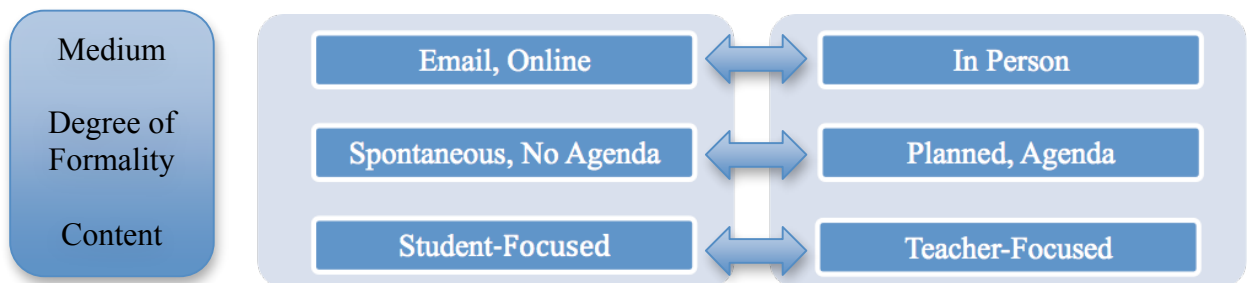 Medium
Email, Online
In Person
Degree of
Formality
Spontaneous, No Agenda
Planned, Agenda
Content
Student-Focused
Teacher-Focused